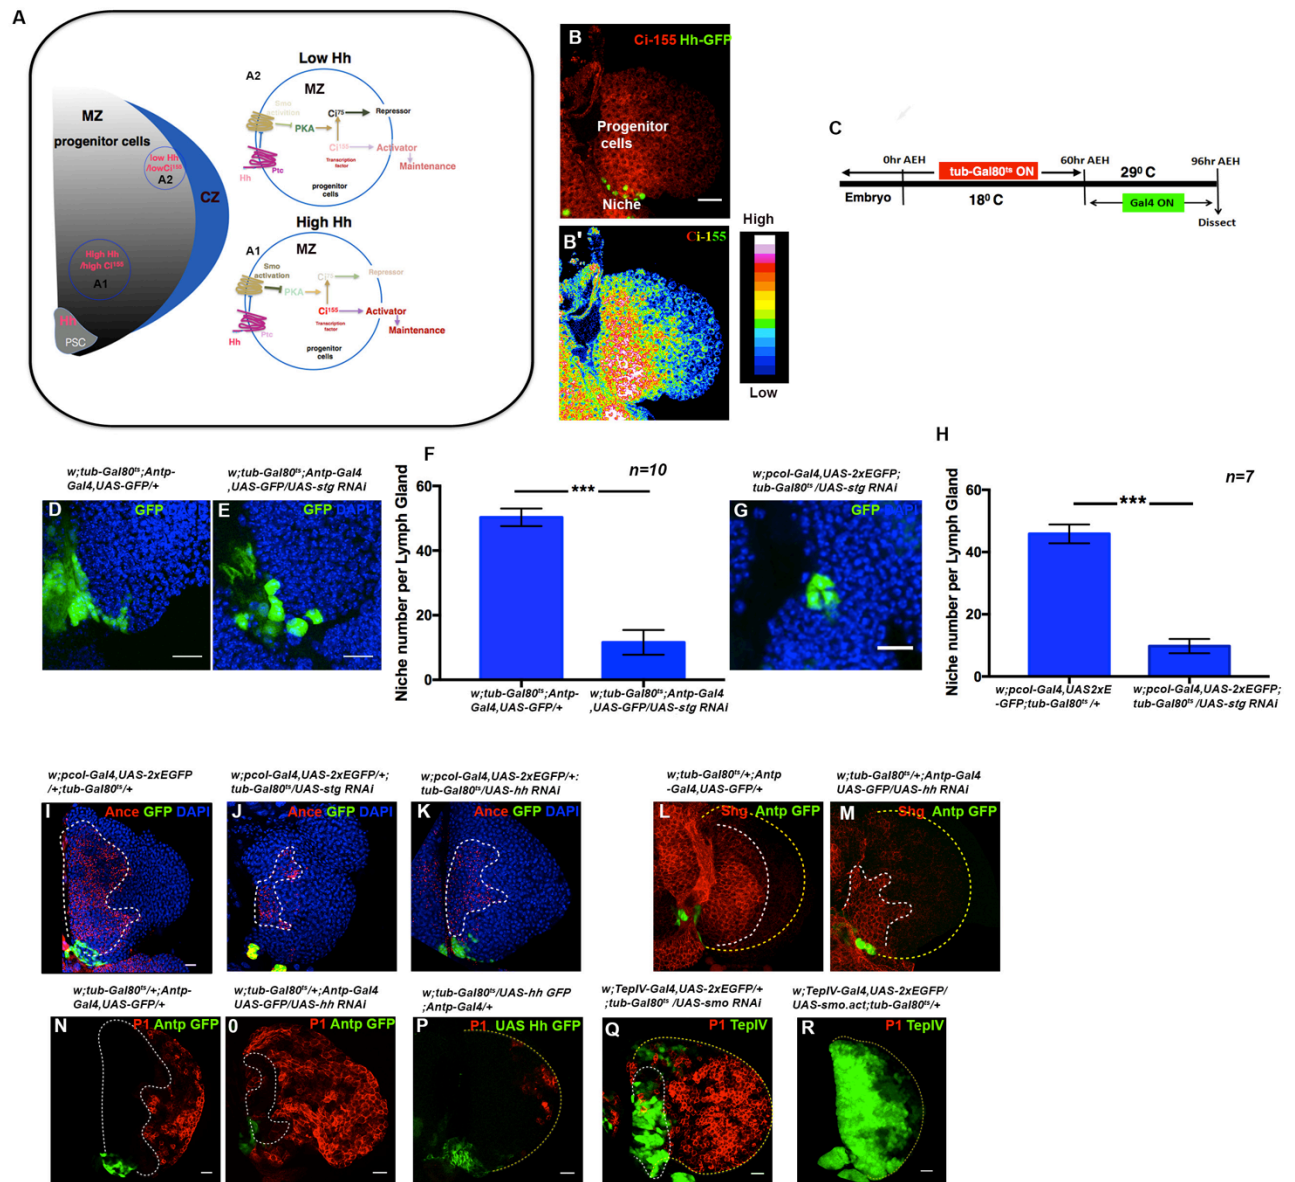 A
MZ
progenitor cells
low Hh
/lowCi155
A2
CZ
High Hh
/high Ci155
A1
Hh
PSC
Low Hh
A2
MZ
Smo
activation
PKA
Ci75
Repressor
Ci155
Activator
Transcription
factor
Maintenance
Ptc
Hh
progenitor
cells
High Hh
A1
MZ
Smo
activation
PKA
Ci75
Repressor
Ci155
Activator
Transcription
factor
Maintenance
Ptc
Hh
progenitor
cells
B
Ci-155 Hh-GFP
Progenitor
cells
Niche
B'
Ci-155
High
Low
C
0hr AEH
60hr AEH
96hr AEH
tub-Gal80ts ON
29⁰ C
Embryo
18⁰ C
Gal4 ON
Dissect
w;tub-Gal80ts;Antp-
Gal4,UAS-GFP/+
D
GFP DAPI
w;tub-Gal80ts;Antp-Gal4
,UAS-GFP/UAS-stg RNAi
E
GFP DAPI
F
n=10
***
Niche number per Lymph Gland
60
40
20
0
w;tub-Gal80ts;Antp-
Gal4,UAS-GFP/+
w;tub-Gal80ts;Antp-Gal4
,UAS-GFP/UAS-stg RNAi
w;pcol-Gal4,UAS-2xEGFP;
tub-Gal80ts/UAS-stg RNAi
G
GFP DAPI
H
n=7
***
Niche number per Lymph Gland
60
40
20
0
w;pcol-Gal4,UAS2xE
-GFP;tub-Gal80ts/+
w;pcol-Gal4,UAS-2xEGFP;
tub-Gal80ts/UAS-stg RNAi
w;pcol-Gal4,UAS-2xEGFP
/+;tub-Gal80ts/+
I
Ance GFP DAPI
w;pcol-Gal4,UAS-2xEGFP/+;
tub-Gal80ts/UAS-stg RNAi
J
Ance GFP DAPI
w;pcol-Gal4,UAS-2xEGFP/+:
tub-Gal80ts/UAS-hh RNAi
K
Ance GFP DAPI
w;tub-Gal80ts/+;Antp
-Gal4,UAS-GFP/+
L
Shg Antp GFP
w;tub-Gal80ts/+;Antp-Gal4
UAS-GFP/UAS-hh RNAi
M
Shg Antp GFP
w;tub-Gal80ts/+;Antp-
Gal4,UAS-GFP/+
N
P1 Antp GFP
w;tub-Gal80ts/+;Antp-Gal4
UAS-GFP/UAS-hh RNAi
O
P1 Antp GFP
w;tub-Gal80ts/UAS-hh GFP
;Antp-Gal4/+
P
P1 UAS Hh GFP
w;TepIV-Gal4,UAS-2xEGFP/+
;tub-Gal80ts /UAS-smo RNAi
Q
P1 TepIV
w;TepIV-Gal4,UAS-2xEGFP/
UAS-smo.act;tub-Gal80ts/+
R
P1 TepIV